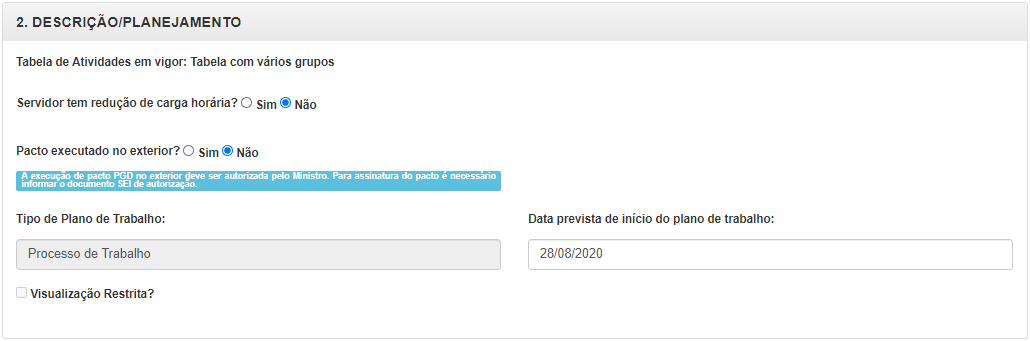 2. DESCRIÇÃO/PLANEJAMENTO
Tabela de Atividades em vigor: Tabela com vários grupos
Servidor tem redução de carga horária? Sim Não
Pacto executado no exterior? Sim Não
A execução de pacto PGD no exterior deve ser autorizada pelo Ministro. Para assinatura do pacto é necessário
informar o documento SEI de autorização.
Tipo de Plano de Trabalho: Data prevista de início do plano de trabalho:
Processo de Trabalho 28/08/2020
Visualização Restrita?